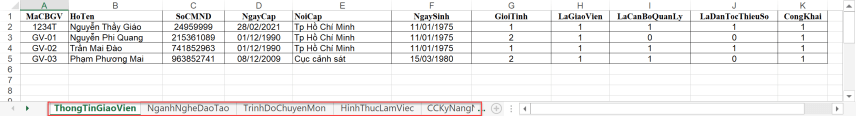 A B C D E F G H I J K
1 MaCBGV HoTen SoCMND NgayCap NoiCap NgaySinh GioiTinh LaGiaoVien LaCanBoQuanLy LaDanTocThieuSo CongKhai
2 1234T Nguyễn Thầy Giáo 24959999 28/02/2021 Tp Hồ Chí Minh 11/01/1975 1 1 1 1 1
3 GV-01 Nguyễn Phi Quang 215361089 01/12/1990 Tp Hồ Chí Minh 11/01/1975 2 1 0 0 1
4 GV-02 Trần Mai Đào 741852963 01/12/1990 Tp Hồ Chí Minh 11/01/1975 1 1 1 1 1
5 GV-03 Phạm Phương Mai 963852741 08/12/2009 Cục cảnh sát 15/03/1980 2 1 0 1 1
6
7
8
ThongTinGiaoVien NganhNgheDaoTao TrinhDoChuyenMon HinhThucLamViec CCKyNang ...